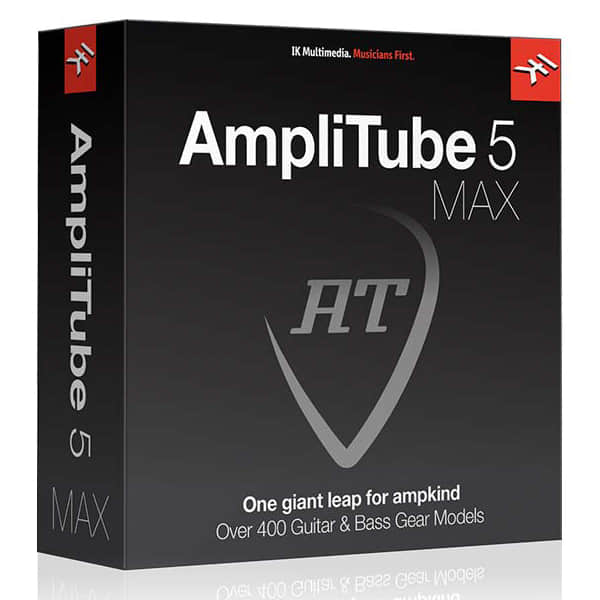 IK Multimedia. Musicians First.
AmpliTube 5
MAX
AT
One giant leap for ampkind
Over 400 Guitar & Bass Gear Models
AmpliTube 5
MAX